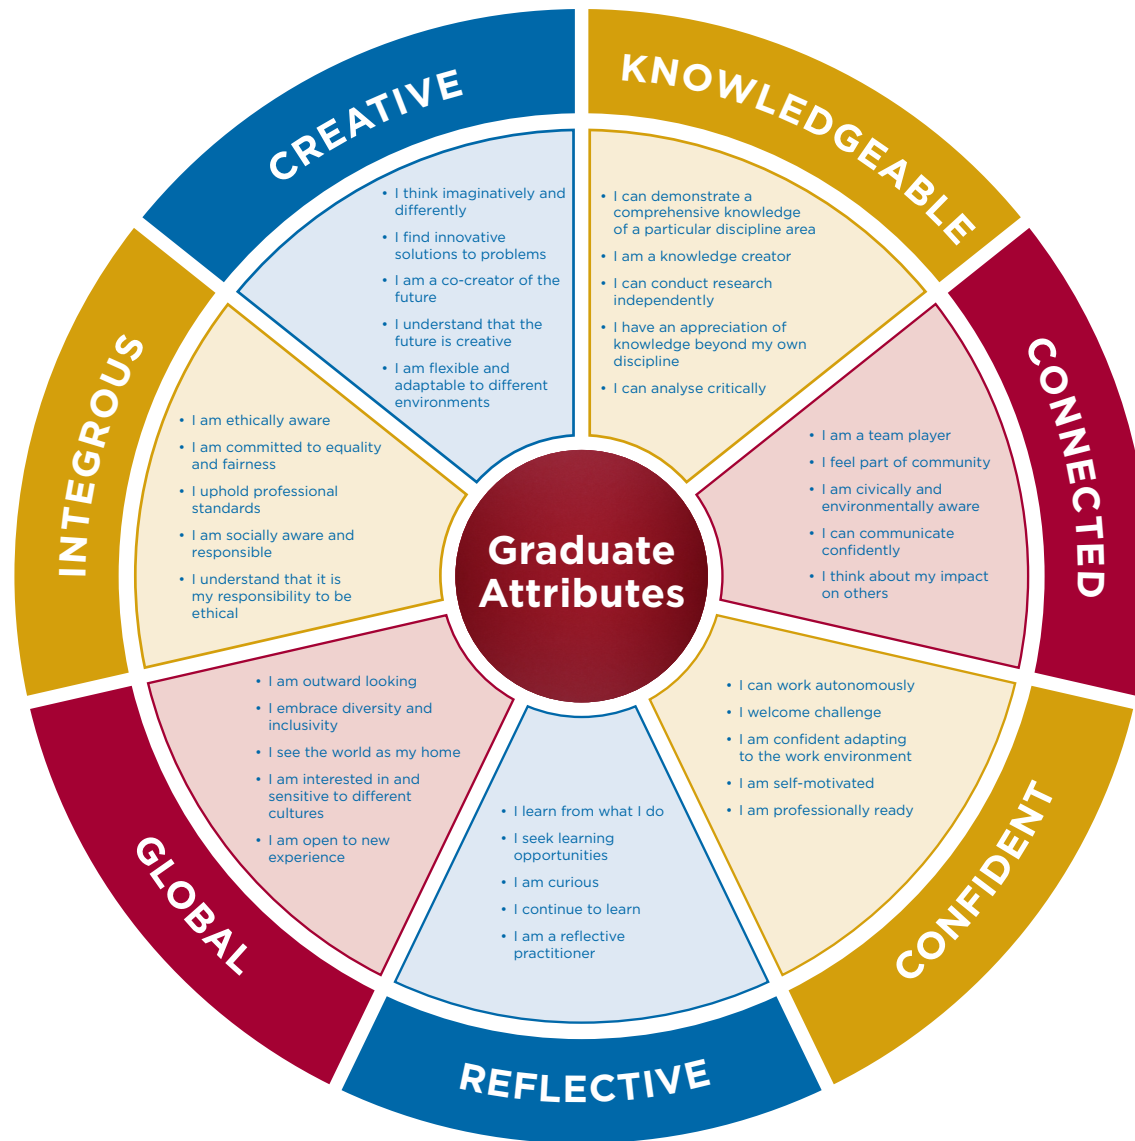 CREATIVE
• I think imaginatively and
differently
• I find innovative
solutions to problems
• I am a co-creator of the
future
• I understand that the
future is creative
• I am flexible and
adaptable to different
environments
KNOWLEDGEABLE
• I can demonstrate a
comprehensive knowledge
of a particular discipline area
• I am a knowledge creator
• I can conduct research
independently
• I have an appreciation of
knowledge beyond my own
discipline
• I can analyse critically
CONNECTED
• I am a team player
• I feel part of community
• I am civically and
environmentally aware
• I can communicate
confidently
• I think about my impact
on others
CONFIDENT
• I can work autonomously
• I welcome challenge
• I am confident adapting
to the work environment
• I am self-motivated
• I am professionally ready
REFLECTIVE
• I learn from what I do
• I seek learning
opportunities
• I am curious
• I continue to learn
• I am a reflective
practitioner
GLOBAL
• I am outward looking
• I embrace diversity and
inclusivity
• I see the world as my home
• I am interested in and
sensitive to different
cultures
• I am open to new
experience
INTEGROUS
• I am ethically aware
• I am committed to equality
and fairness
• I uphold professional
standards
• I am socially aware and
responsible
• I understand that it is
my responsibility to be
ethical
Graduate
Attributes